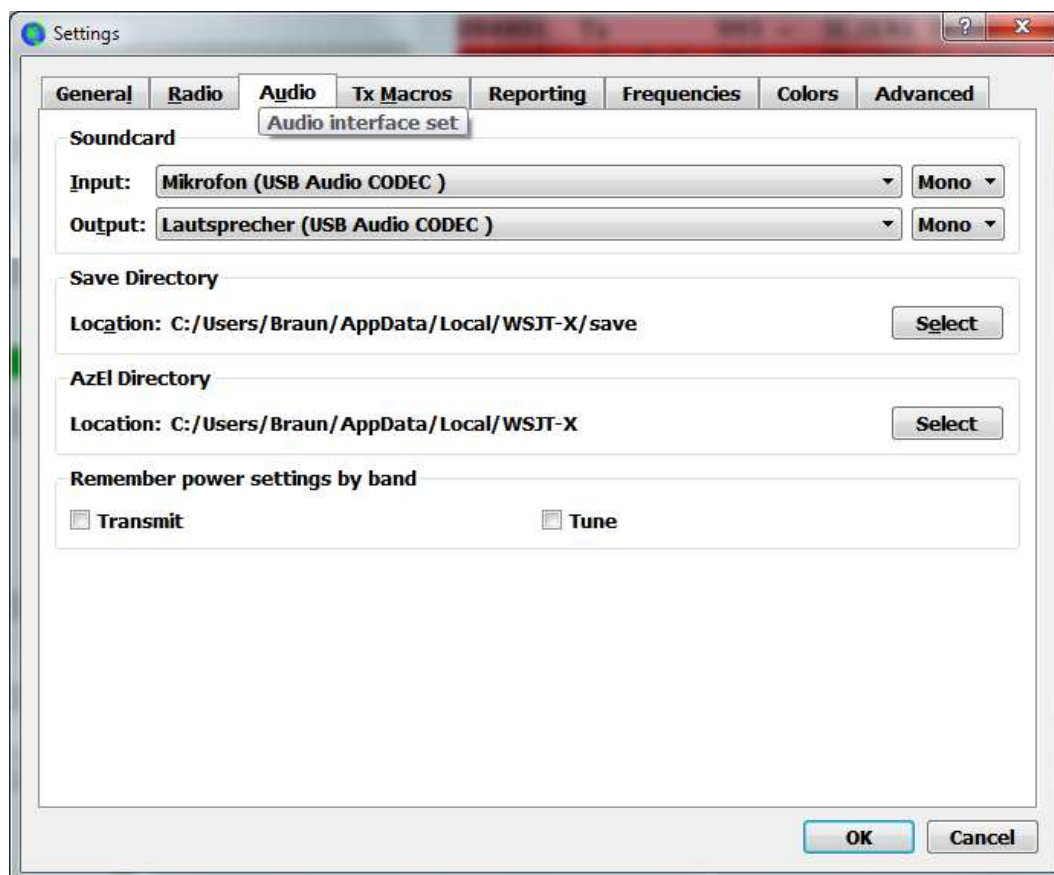 Settings
General Radio Audio Tx Macros Reporting Frequencies Colors Advanced
Audio interface set
Soundcard
Input: Mikrofon (USB Audio CODEC ) Mono
Output: Lautsprecher (USB Audio CODEC ) Mono
Save Directory
Location: C:/Users/Braun/AppData/Local/WSJT-X/save Select
AzEl Directory
Location: C:/Users/Braun/AppData/Local/WSJT-X Select
Remember power settings by band
Transmit Tune
OK Cancel